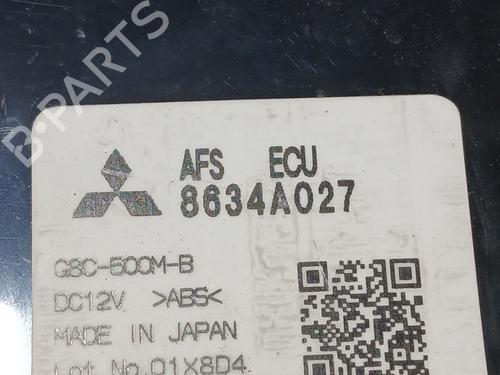 B-PARTS
AFS ECU
8634A027
G8C-500M-B
DC12V >ABS<
MADE IN JAPAN
Lot No.01X8D4